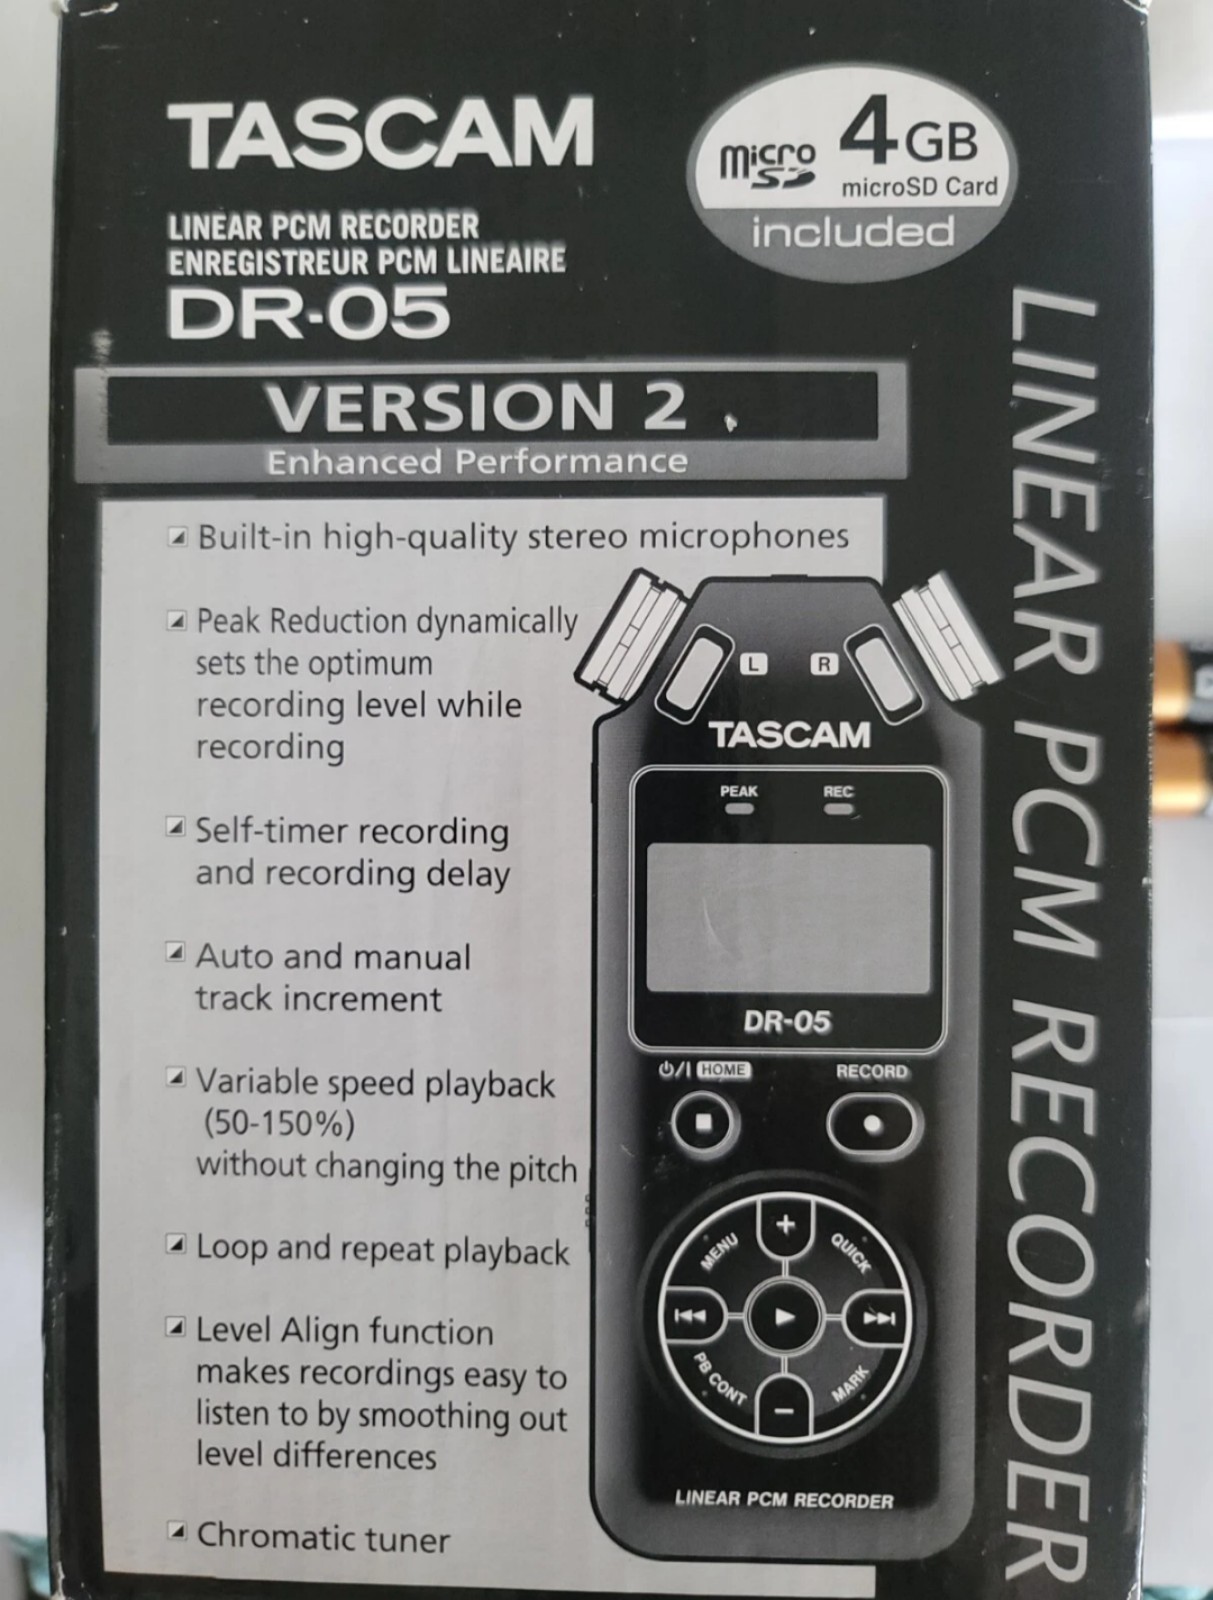 TASCAM
micro SD
4GB
microSD Card
included
LINEAR PCM RECORDER
ENREGISTREUR PCM LINEAIRE
DR-05
VERSION 2
Enhanced Performance
Built-in high-quality stereo microphones
Peak Reduction dynamically
sets the optimum
recording level while
recording
Self-timer recording
and recording delay
Auto and manual
track increment
Variable speed playback
(50-150%)
without changing the pitch
Loop and repeat playback
Level Align function
makes recordings easy to
listen to by smoothing out
level differences
Chromatic tuner
L R
TASCAM
PEAK REC
DR-05
⏻/I HOME RECORD
+
MENU QUICK
PB CONT MARK
−
LINEAR PCM RECORDER
LINEAR PCM RECORDER